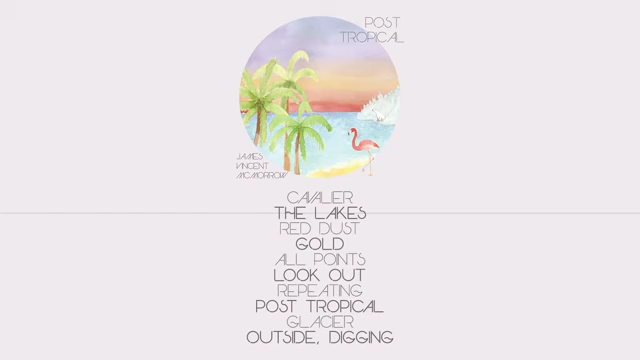 POST
TROPICAL
JAMES
VINCENT
MCMORROW
CAVALIER
THE LAKES
RED DUST
GOLD
ALL POINTS
LOOK OUT
REPEATING
POST TROPICAL
GLACIER
OUTSIDE, DIGGING